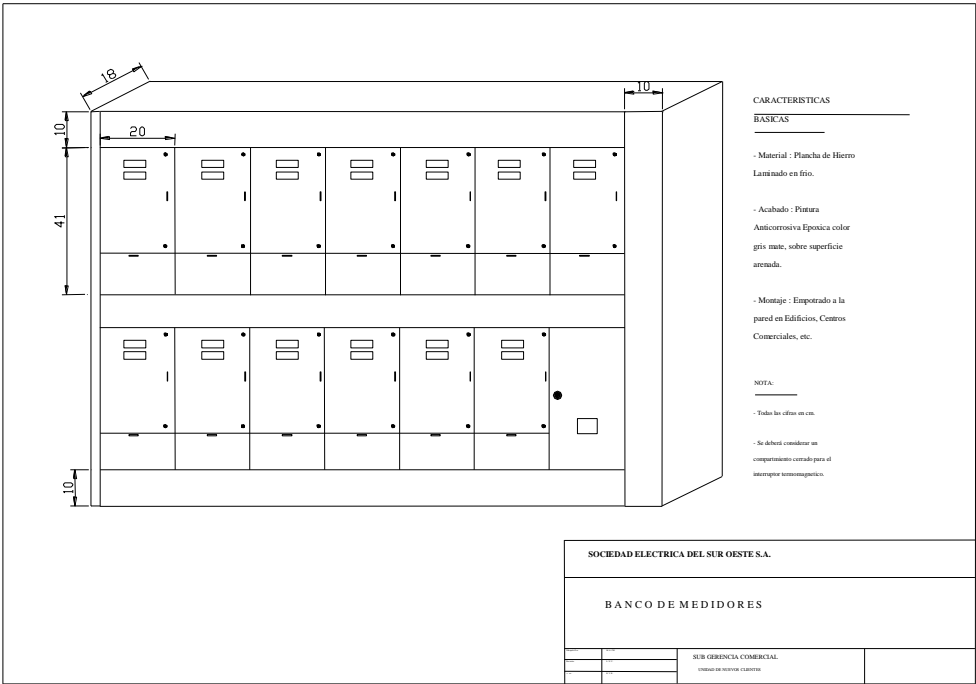 18
10
10
20
41
10
CARACTERISTICAS
BASICAS
- Material : Plancha de Hierro
Laminado en frio.
- Acabado : Pintura
Anticorrosiva Epoxica color
gris mate, sobre superficie
arenada.
- Montaje : Empotrado a la
pared en Edificios, Centros
Comerciales, etc.
NOTA:
- Todas las cifras en cm.
- Se deberá considerar un
compartimiento cerrado para el
interruptor termomagnetico.
SOCIEDAD ELECTRICA DEL SUR OESTE S.A.
BANCO DE MEDIDORES
SUB GERENCIA COMERCIAL
UNIDAD DE NUEVOS CLIENTES